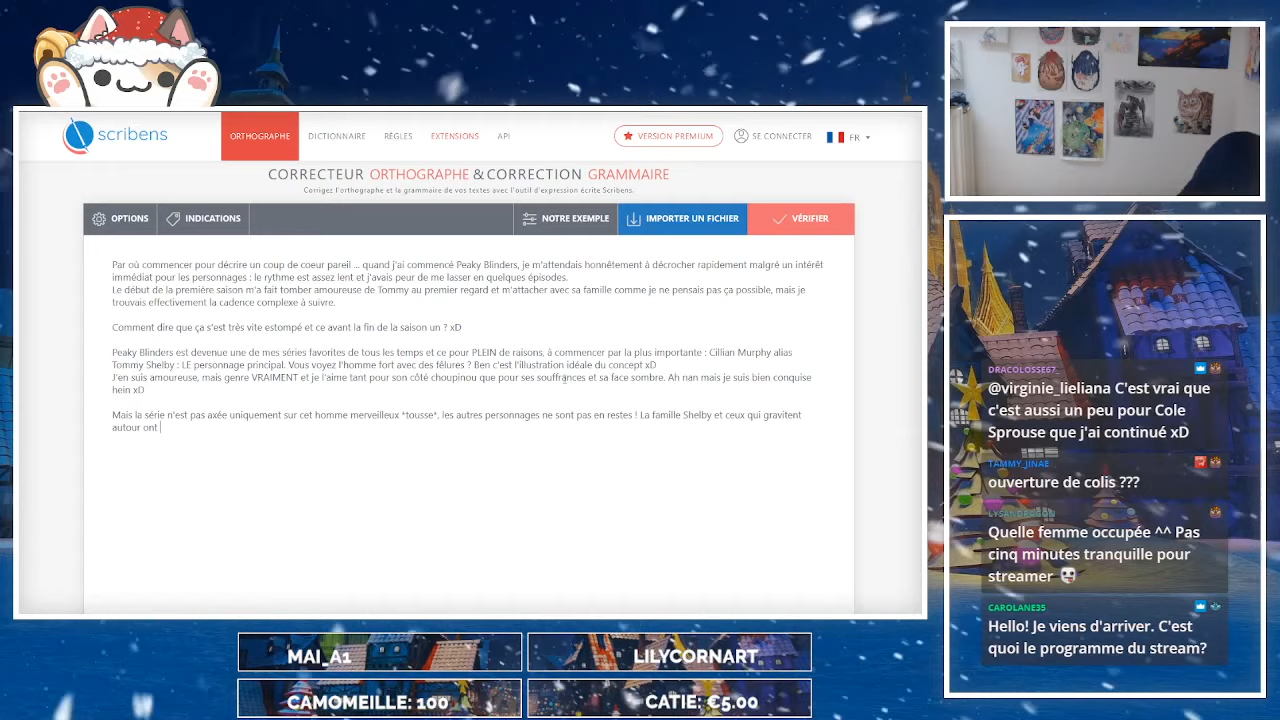 scribens
ORTHOGRAPHE
DICTIONNAIRE
RÈGLES
EXTENSIONS
API
VERSION PREMIUM
SE CONNECTER
FR
CORRECTEUR ORTHOGRAPHE & CORRECTION GRAMMAIRE
Corrigez l'orthographe et la grammaire de vos textes avec l'outil d'expression écrite Scribens.
OPTIONS
INDICATIONS
NOTRE EXEMPLE
IMPORTER UN FICHIER
VÉRIFIER
Par où commencer pour décrire un coup de coeur pareil ... quand j'ai commencé Peaky Blinders, je m'attendais honnêtement à décrocher rapidement malgré un intérêt
immédiat pour les personnages : le rythme est assez lent et j'avais peur de me lasser en quelques épisodes.
Le début de la première saison m'a fait tomber amoureuse de Tommy au premier regard et m'attacher avec sa famille comme je ne pensais pas ça possible, mais je
trouvais effectivement la cadence complexe à suivre.
Comment dire que ça s'est très vite estompé et ce avant la fin de la saison un ? xD
Peaky Blinders est devenue une de mes séries favorites de tous les temps et ce pour PLEIN de raisons, à commencer par la plus importante : Cillian Murphy alias
Tommy Shelby : LE personnage principal. Vous voyez l'homme fort avec des fêlures ? Ben c'est l'illustration idéale du concept xD
J'en suis amoureuse, mais genre VRAIMENT et je l'aime tant pour son côté choupinou que pour ses souffrances et sa face sombre. Ah nan mais je suis bien conquise
hein xD
Mais la série n'est pas axée uniquement sur cet homme merveilleux *tousse*, les autres personnages ne sont pas en restes ! La famille Shelby et ceux qui gravitent
autour ont
DRACOLOSSE67
@virginie_lieliana C'est vrai que
c'est aussi un peu pour Cole
Sprouse que j'ai continué xD
TAMMY_JINAE
ouverture de colis ???
Quelle femme occupée ^^ Pas
cinq minutes tranquille pour
streamer
CAROLANE35
Hello! Je viens d'arriver. C'est
quoi le programme du stream?
MAI_A1
LILYCORNART
CAMOMEILLE: 100
CATIE: €5.00